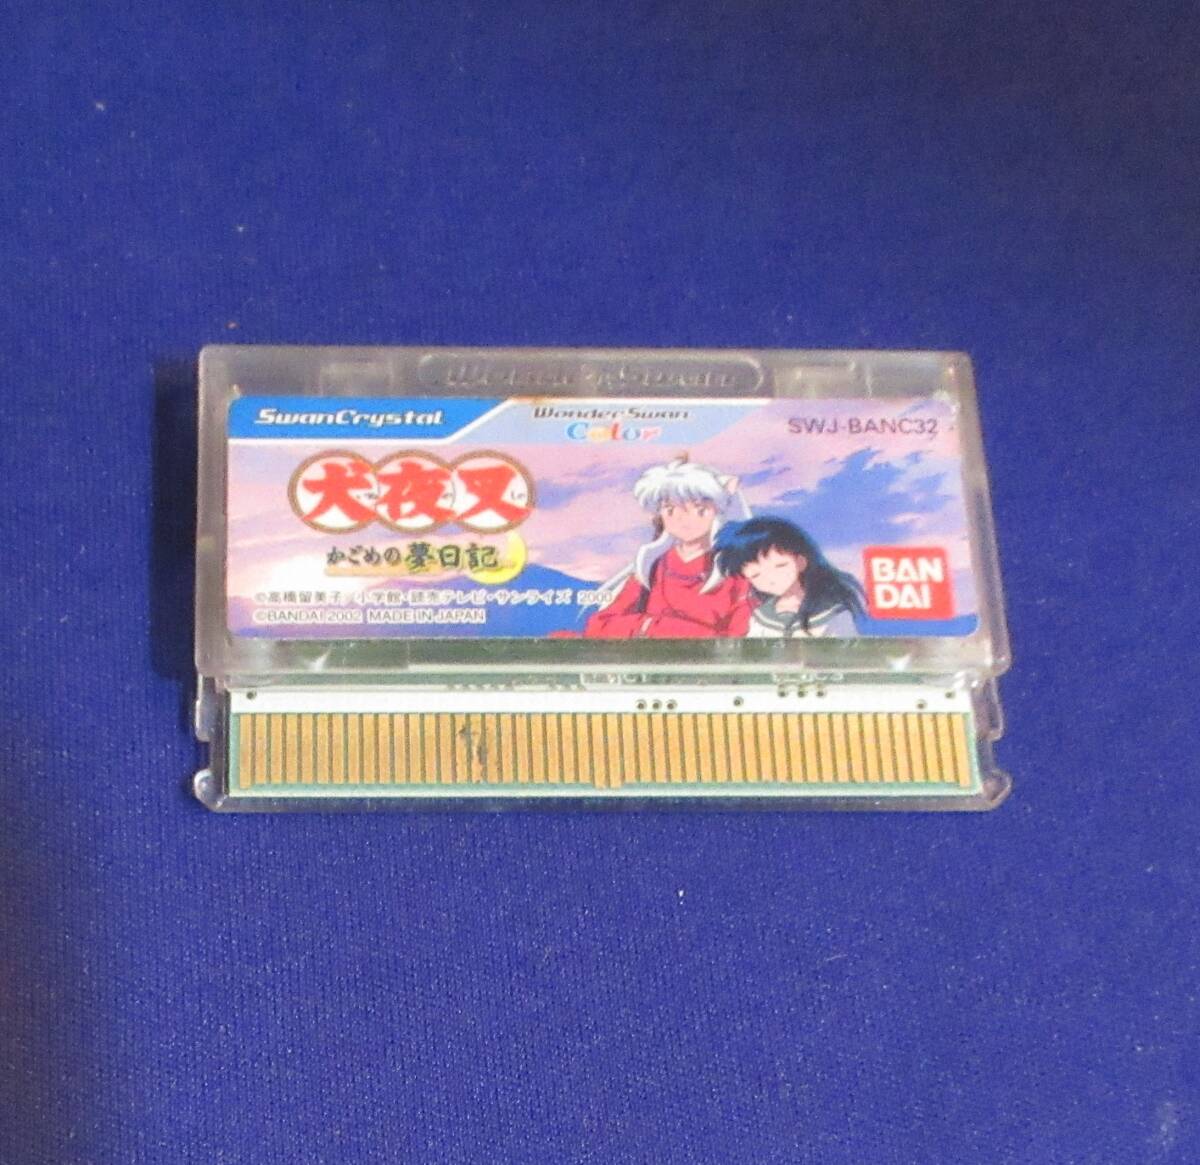 WonderSwan
SwanCrystal
WonderSwan
Color
SWJ-BANC32
犬夜叉
かごめの夢日記
©高橋留美子/小学館・読売テレビ・サンライズ 2000
©BANDAI 2002 MADE IN JAPAN
BAN
DAI